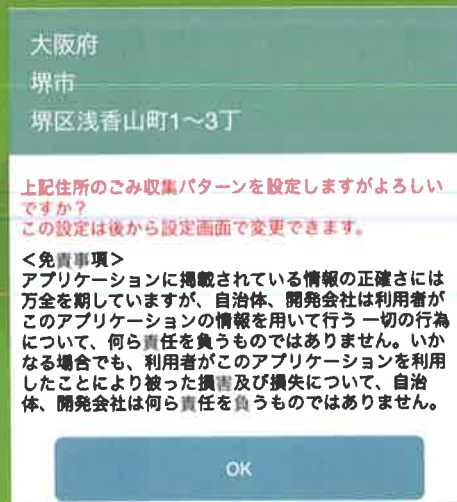 大阪府
堺市
堺区浅香山町1〜3丁
上記住所のごみ収集パターンを設定しますがよろしい
ですか？
この設定は後から設定画面で変更できます。
＜免責事項＞
アプリケーションに掲載されている情報の正確さには
万全を期していますが、自治体、開発会社は利用者が
このアプリケーションの情報を用いて行う 一切の行為
について、何ら責任を負うものではありません。いか
なる場合でも、利用者がこのアプリケーションを利用
したことにより被った損害及び損失について、自治
体、開発会社は何ら責任を負うものではありません。
OK